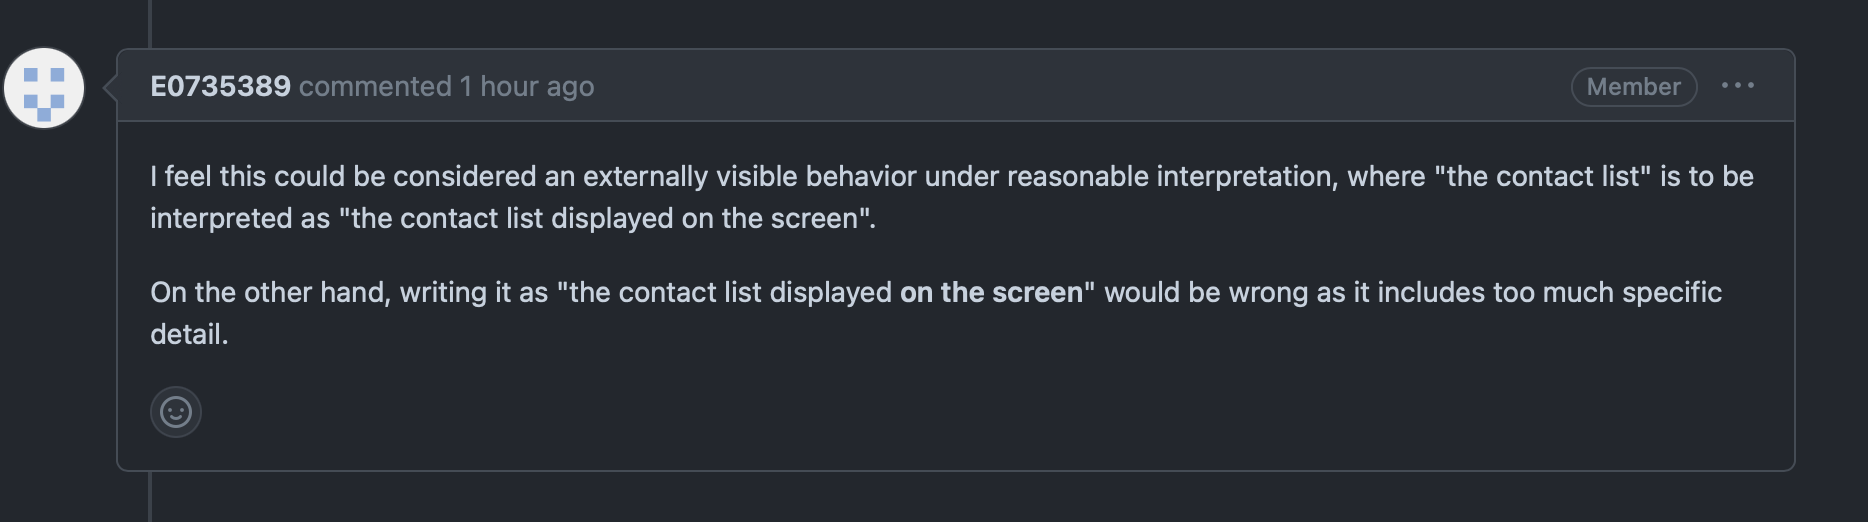 E0735389 commented 1 hour ago Member
I feel this could be considered an externally visible behavior under reasonable interpretation, where "the contact list" is to be
interpreted as "the contact list displayed on the screen".
On the other hand, writing it as "the contact list displayed on the screen" would be wrong as it includes too much specific
detail.